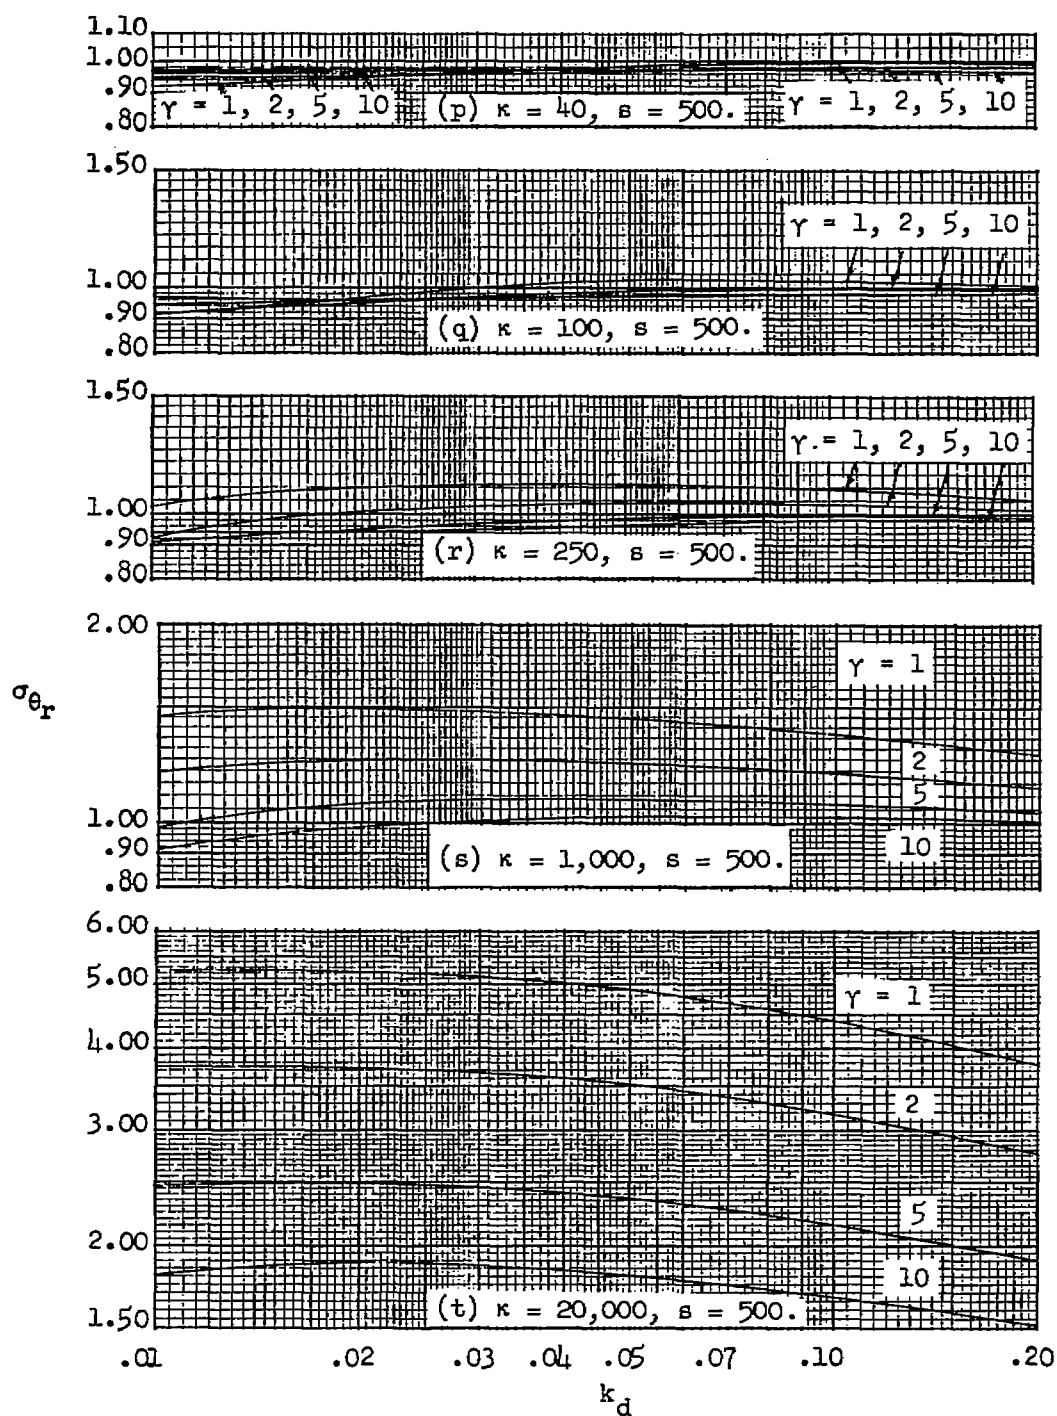 1.10
1.00
.90
.80
γ = 1, 2, 5, 10
(p) κ = 40, s = 500.
γ = 1, 2, 5, 10
1.50
1.00
.90
.80
γ = 1, 2, 5, 10
(q) κ = 100, s = 500.
1.50
1.00
.90
.80
γ.= 1, 2, 5, 10
(r) κ = 250, s = 500.
σθr
2.00
1.00
.90
.80
γ = 1
2
5
10
(s) κ = 1,000, s = 500.
6.00
5.00
4.00
3.00
2.00
1.50
γ = 1
2
5
10
(t) κ = 20,000, s = 500.
.01 .02 .03 .04 .05 .07 .10 .20
kd